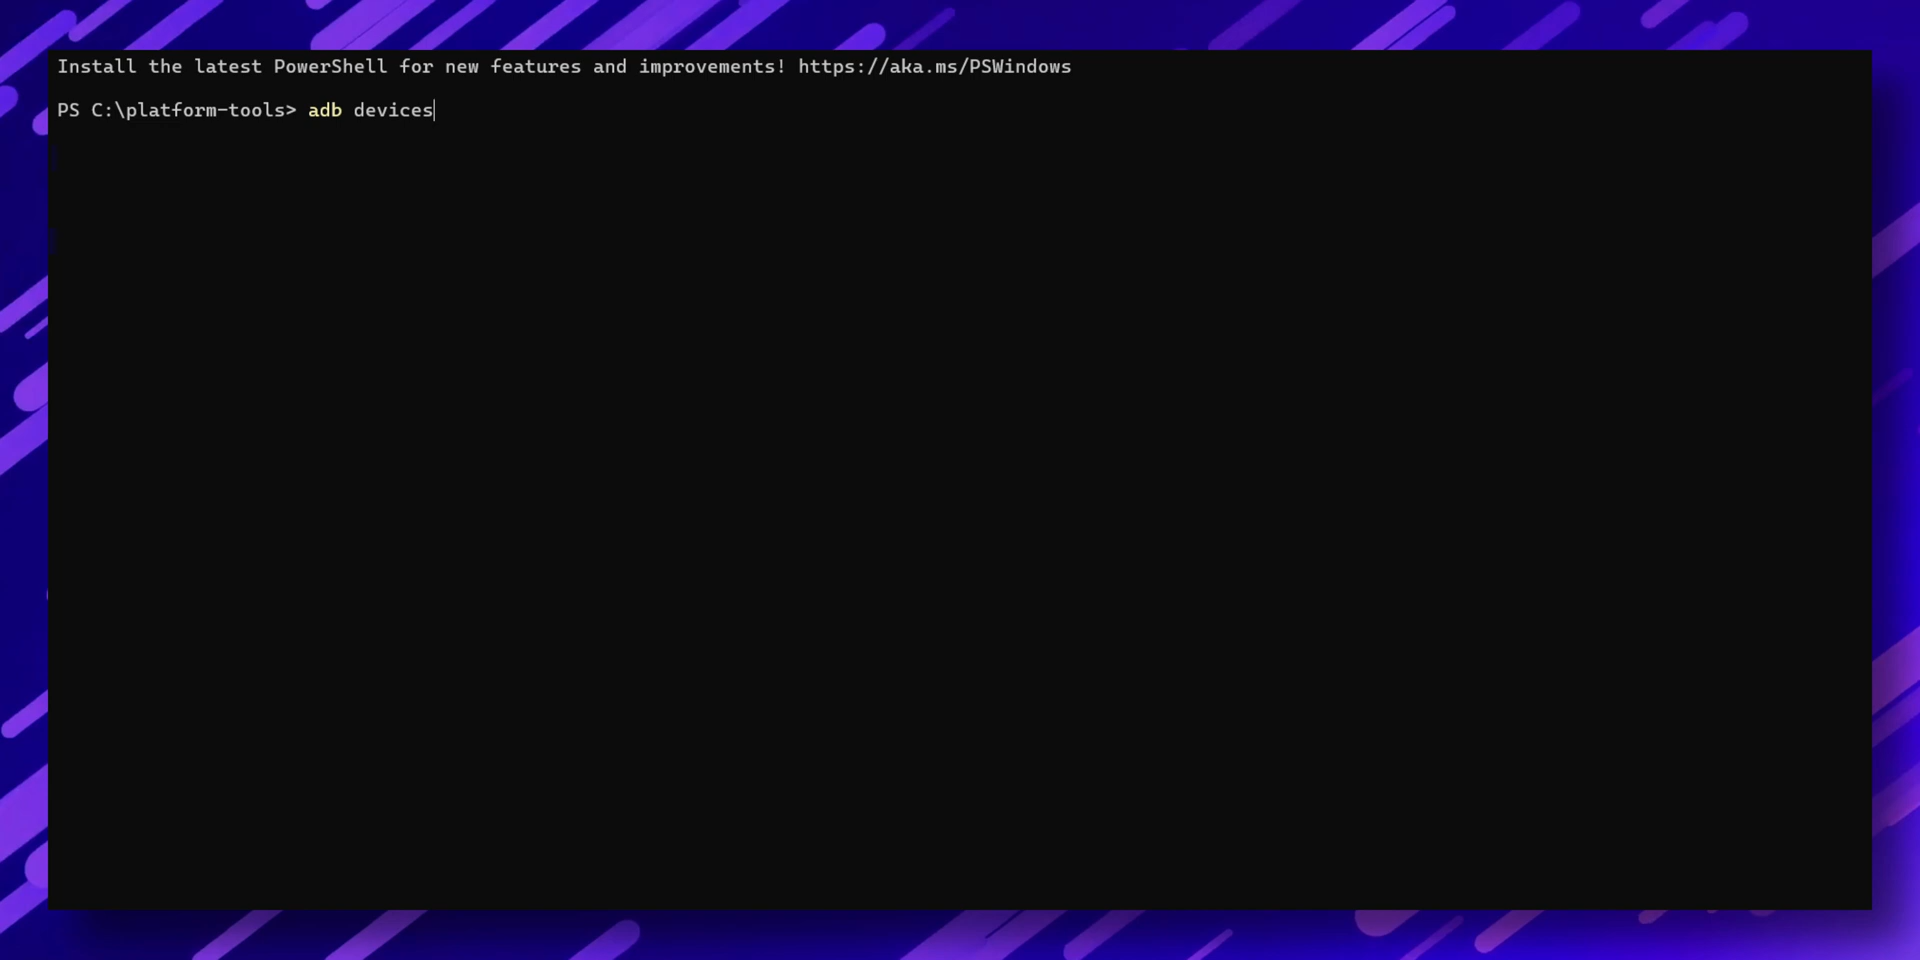 Install the latest PowerShell for new features and improvements! https://aka.ms/PSWindows
PS C:\platform-tools> adb devices